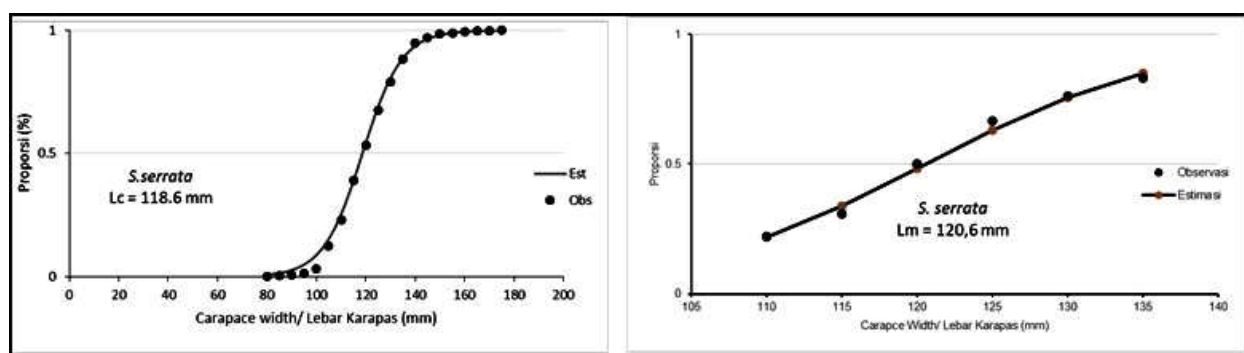 1
0.5
0
Proporsi (%)
S.serrata
Lc = 118.6 mm
Est
Obs
0 20 40 60 80 100 120 140 160 180 200
Carapace width/ Lebar Karapas (mm)
1
0.5
0
Proporsi
Observasi
Estimasi
S. serrata
Lm = 120,6 mm
105 110 115 120 125 130 135 140
Carapce Width/ Lebar Karapas (mm)